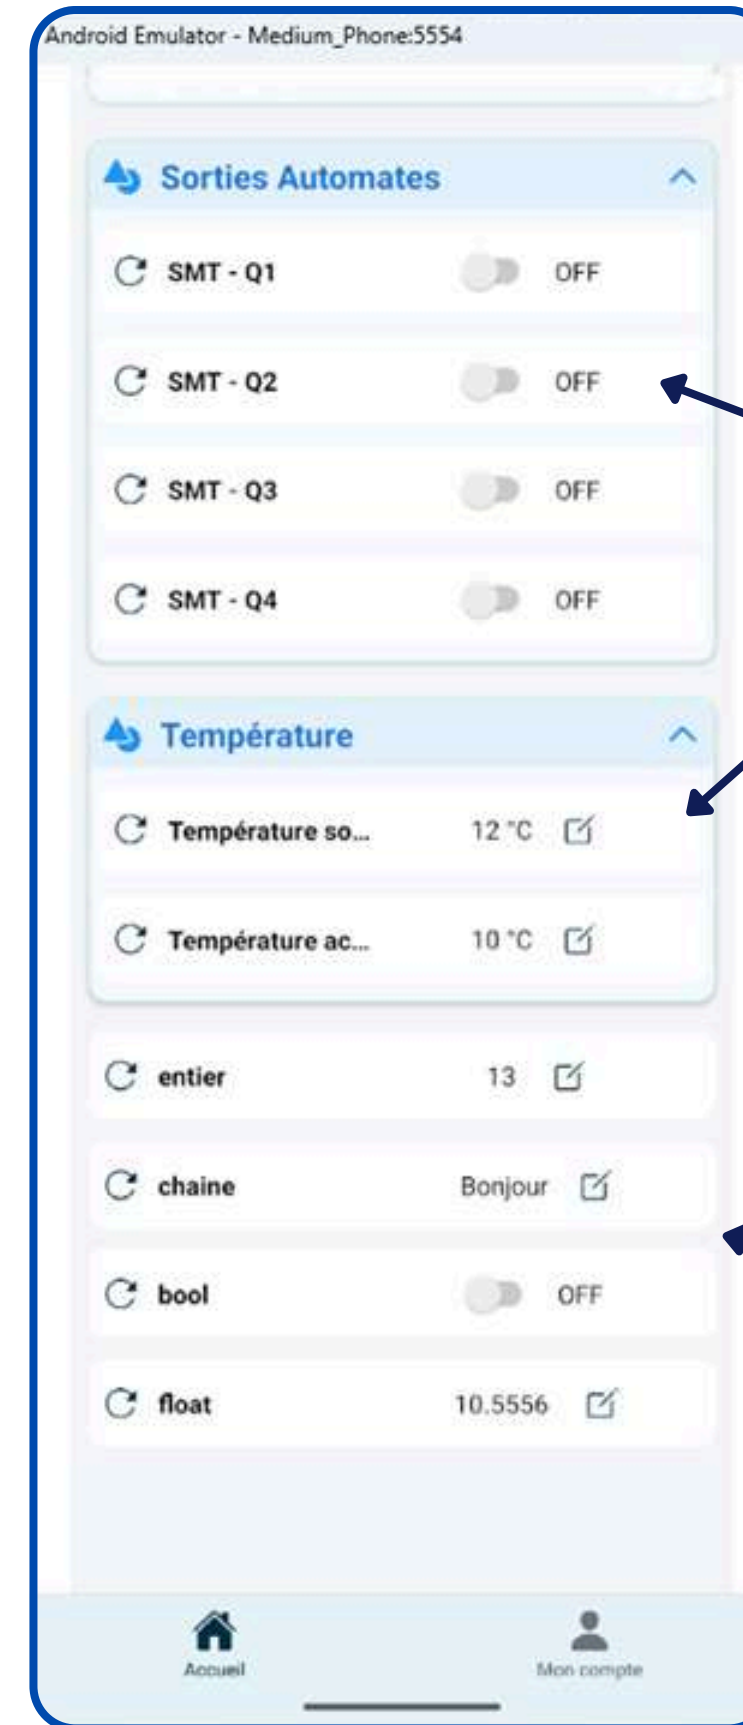 Android Emulator - Medium_Phone:5554
Sorties Automates
SMT - Q1 OFF
SMT - Q2 OFF
SMT - Q3 OFF
SMT - Q4 OFF
Température
Température so... 12 °C
Température ac... 10 °C
entier 13
chaine Bonjour
bool OFF
float 10.5556
Accueil Mon compte